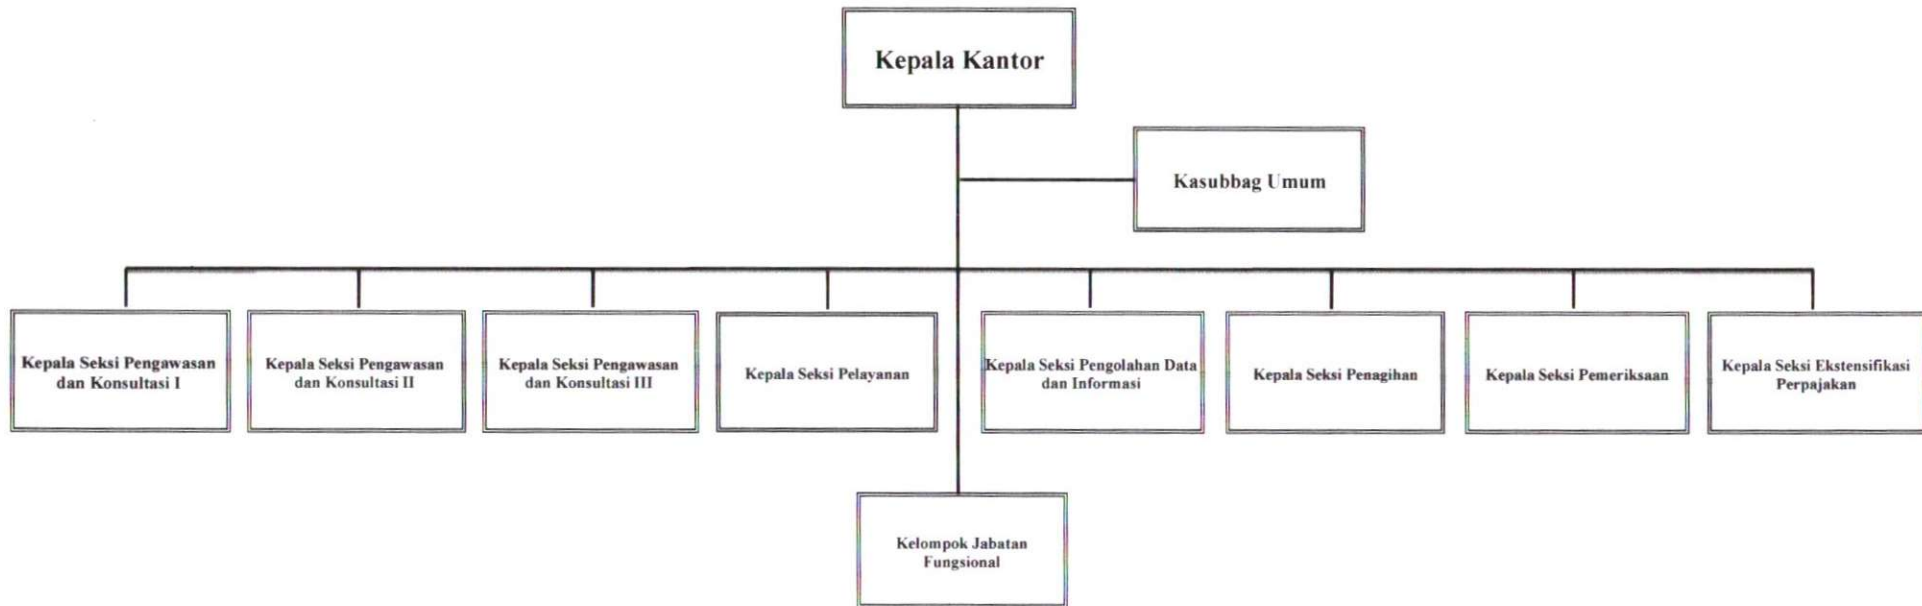 Kepala Kantor
Kasubbag Umum
Kepala Seksi Pengawasan
dan Konsultasi I
Kepala Seksi Pengawasan
dan Konsultasi II
Kepala Seksi Pengawasan
dan Konsultasi III
Kepala Seksi Pelayanan
Kepala Seksi Pengolahan Data
dan Informasi
Kepala Seksi Penagihan
Kepala Seksi Pemeriksaan
Kepala Seksi Ekstensifikasi
Perpajakan
Kelompok Jabatan
Fungsional